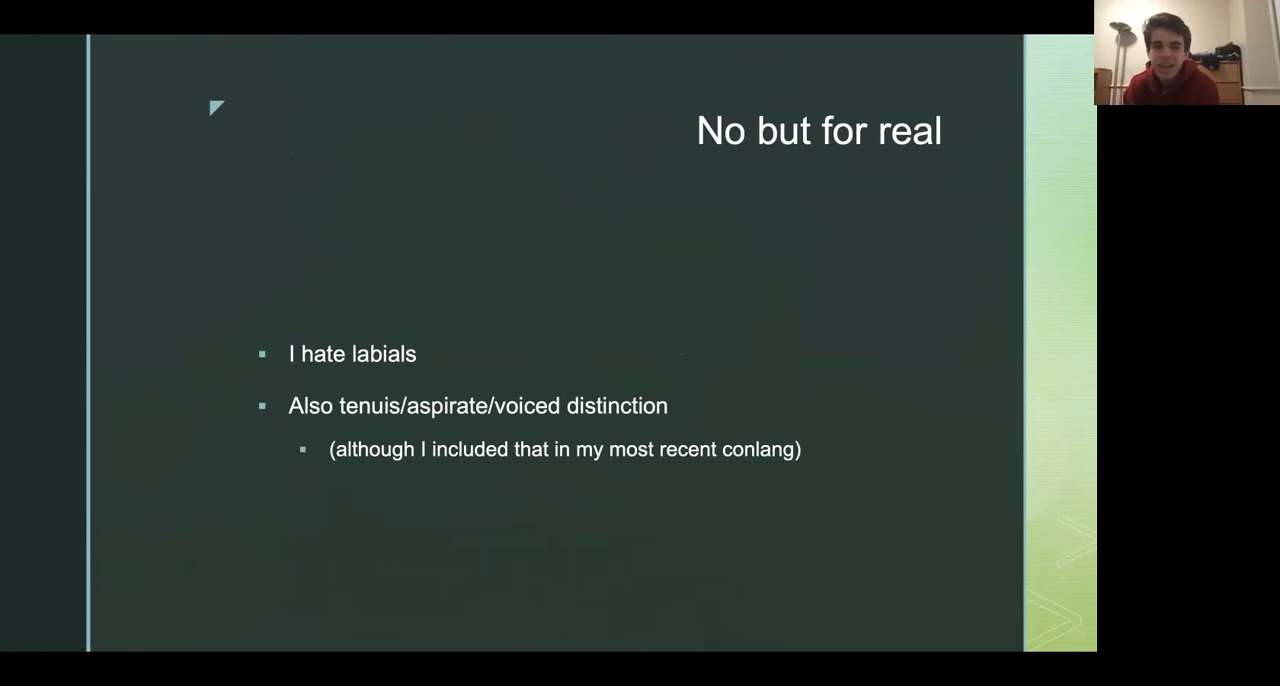 No but for real
I hate labials
Also tenuis/aspirate/voiced distinction
(although I included that in my most recent conlang)